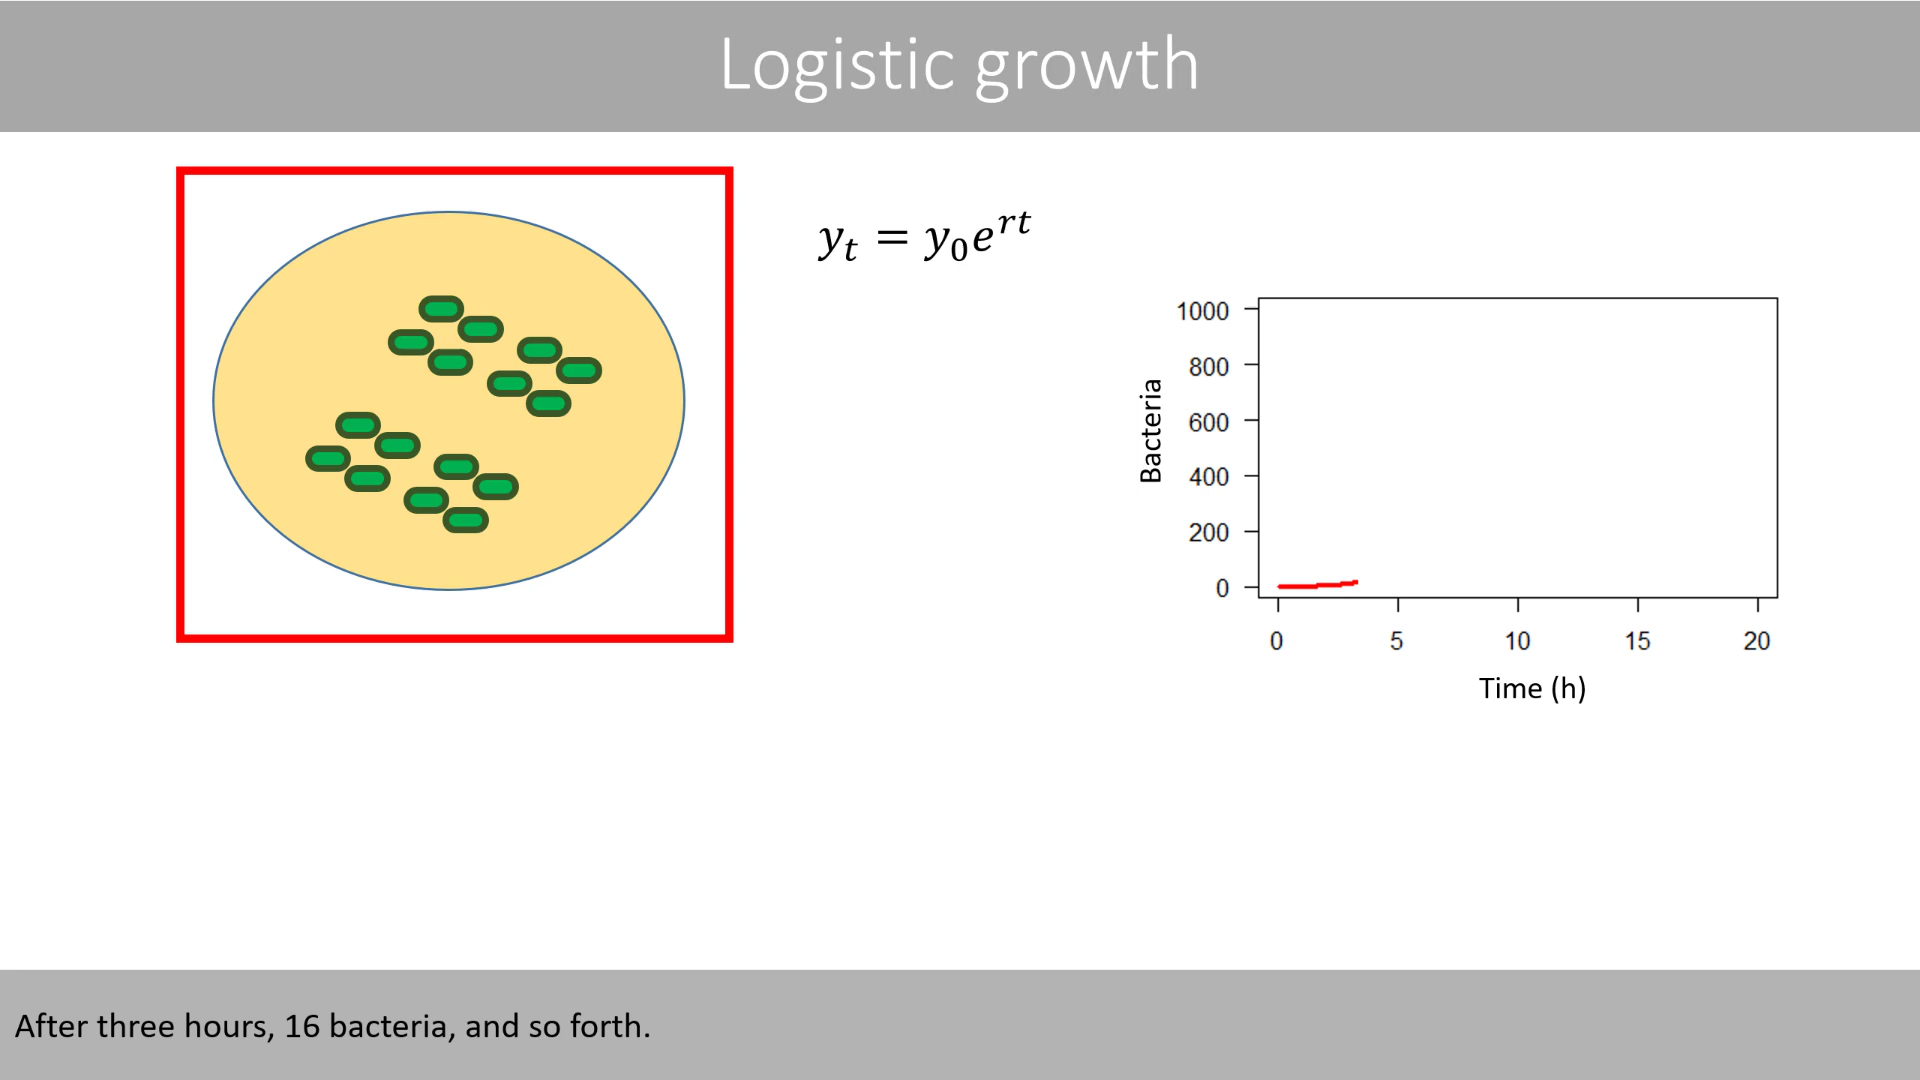 Logistic growth
y_t = y_0 e^{rt}
1000
800
600
400
200
0
Bacteria
0 5 10 15 20
Time (h)
After three hours, 16 bacteria, and so forth.